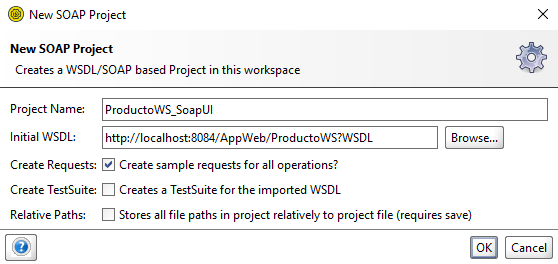 New SOAP Project
New SOAP Project
Creates a WSDL/SOAP based Project in this workspace
Project Name: ProductoWS_SoapUI
Initial WSDL: http://localhost:8084/AppWeb/ProductoWS?WSDL Browse...
Create Requests: Create sample requests for all operations?
Create TestSuite: Creates a TestSuite for the imported WSDL
Relative Paths: Stores all file paths in project relatively to project file (requires save)
? OK Cancel